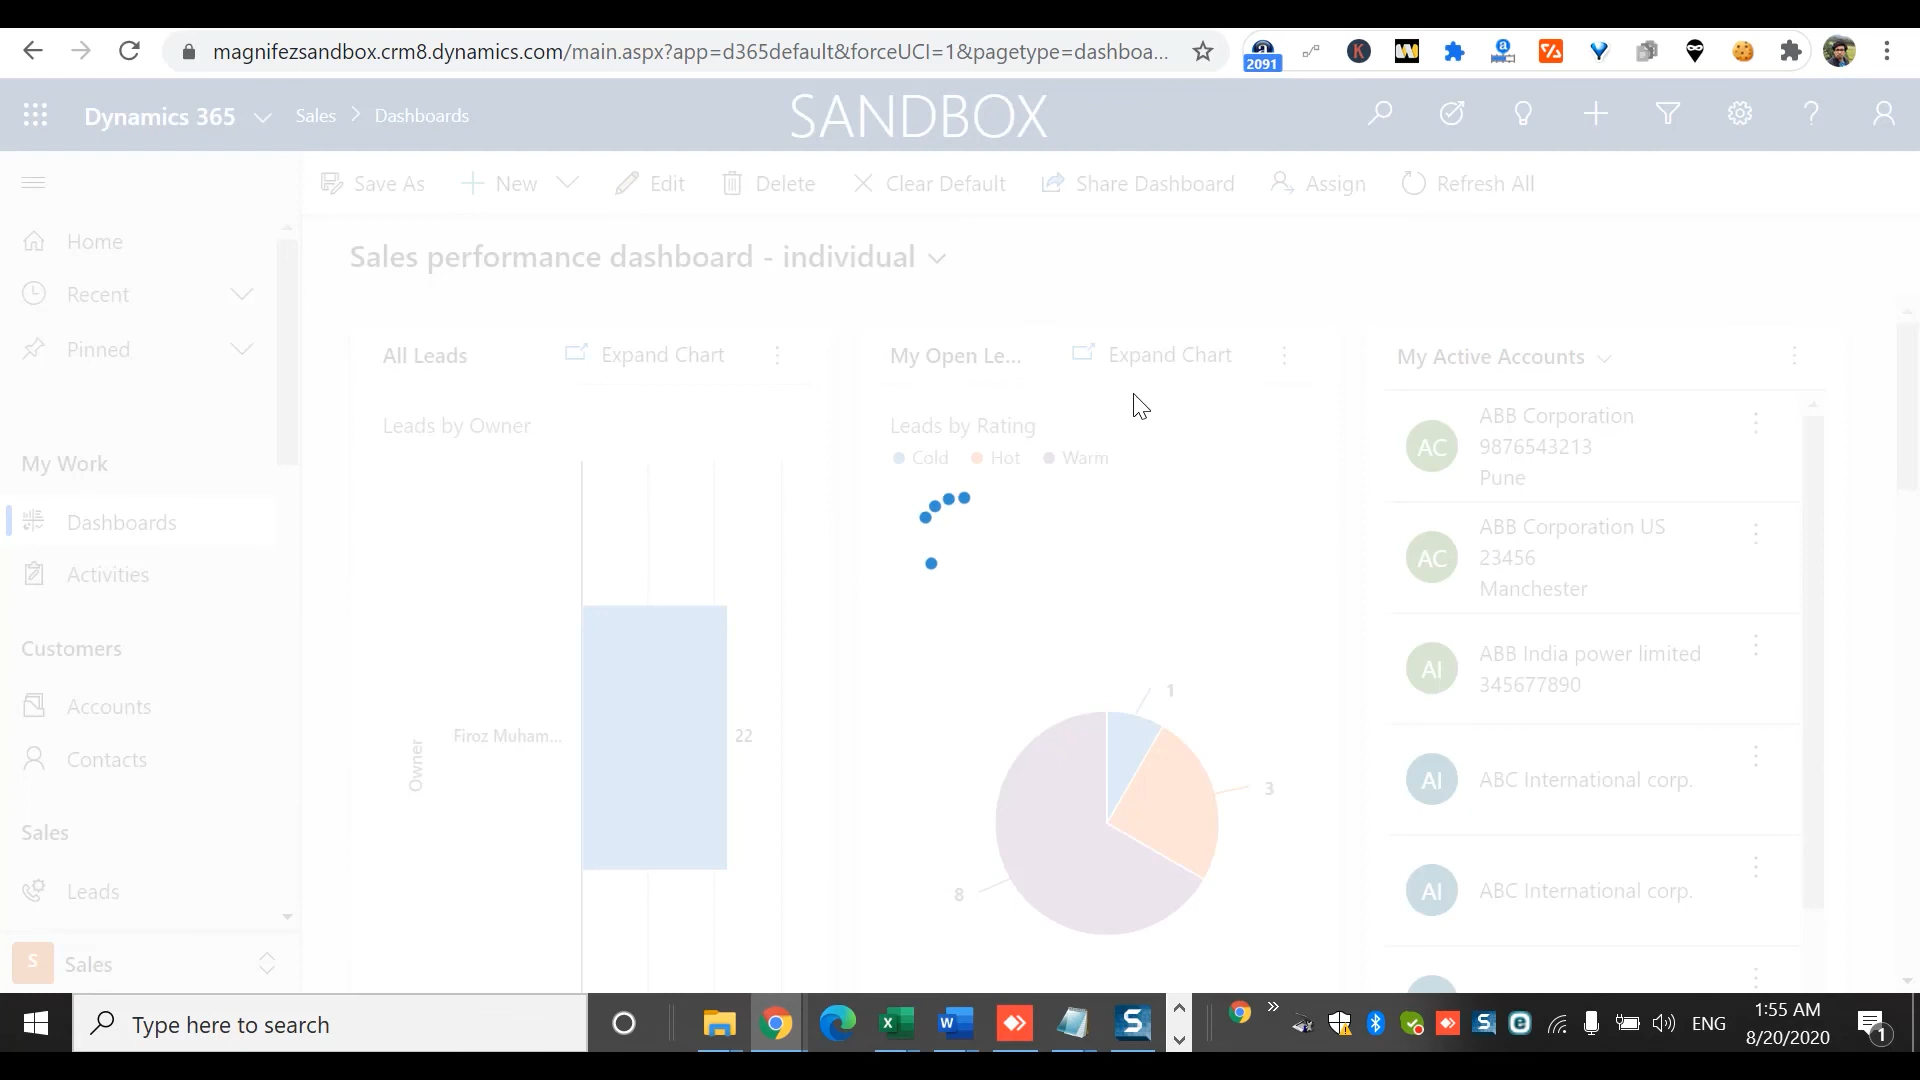 magnifezsandbox.crm8.dynamics.com/main.aspx?app=d365default&forceUCI=1&pagetype=dashboa...
2091
Dynamics 365
Sales
Dashboards
SANDBOX
Save As
New
Edit
Delete
Clear Default
Share Dashboard
Assign
Refresh All
Home
Recent
Pinned
My Work
Dashboards
Activities
Customers
Accounts
Contacts
Sales
Leads
S
Sales
Sales performance dashboard - individual
All Leads
Expand Chart
Leads by Owner
Owner
Firoz Muham...
22
My Open Le...
Expand Chart
Leads by Rating
Cold
Hot
Warm
1
3
8
My Active Accounts
AC
ABB Corporation
9876543213
Pune
AC
ABB Corporation US
23456
Manchester
AI
ABB India power limited
345677890
AI
ABC International corp.
AI
ABC International corp.
Type here to search
ENG
1:55 AM
8/20/2020
1